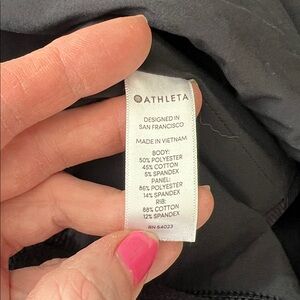 ATHLETA
DESIGNED IN
SAN FRANCISCO
MADE IN VIETNAM
BODY:
50% POLYESTER
45% COTTON
5% SPANDEX
PANEL:
86% POLYESTER
14% SPANDEX
RIB:
88% COTTON
12% SPANDEX
RN 54023